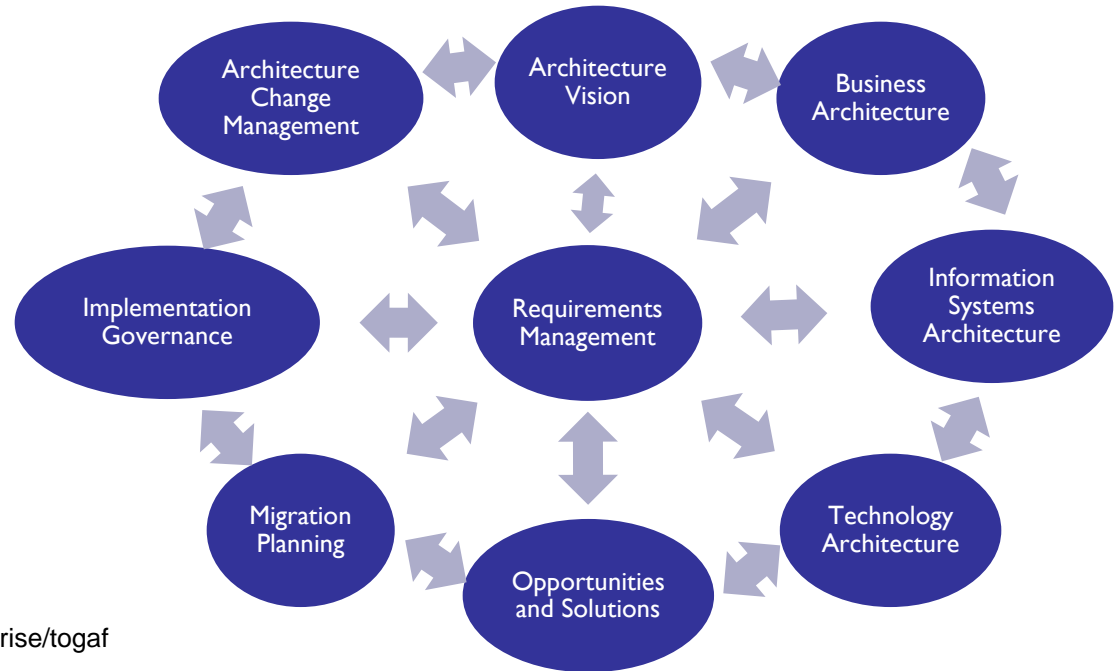 Architecture
Change
Management
Architecture
Vision
Business
Architecture
Implementation
Governance
Requirements
Management
Information
Systems
Architecture
Migration
Planning
Opportunities
and Solutions
Technology
Architecture
rise/togaf